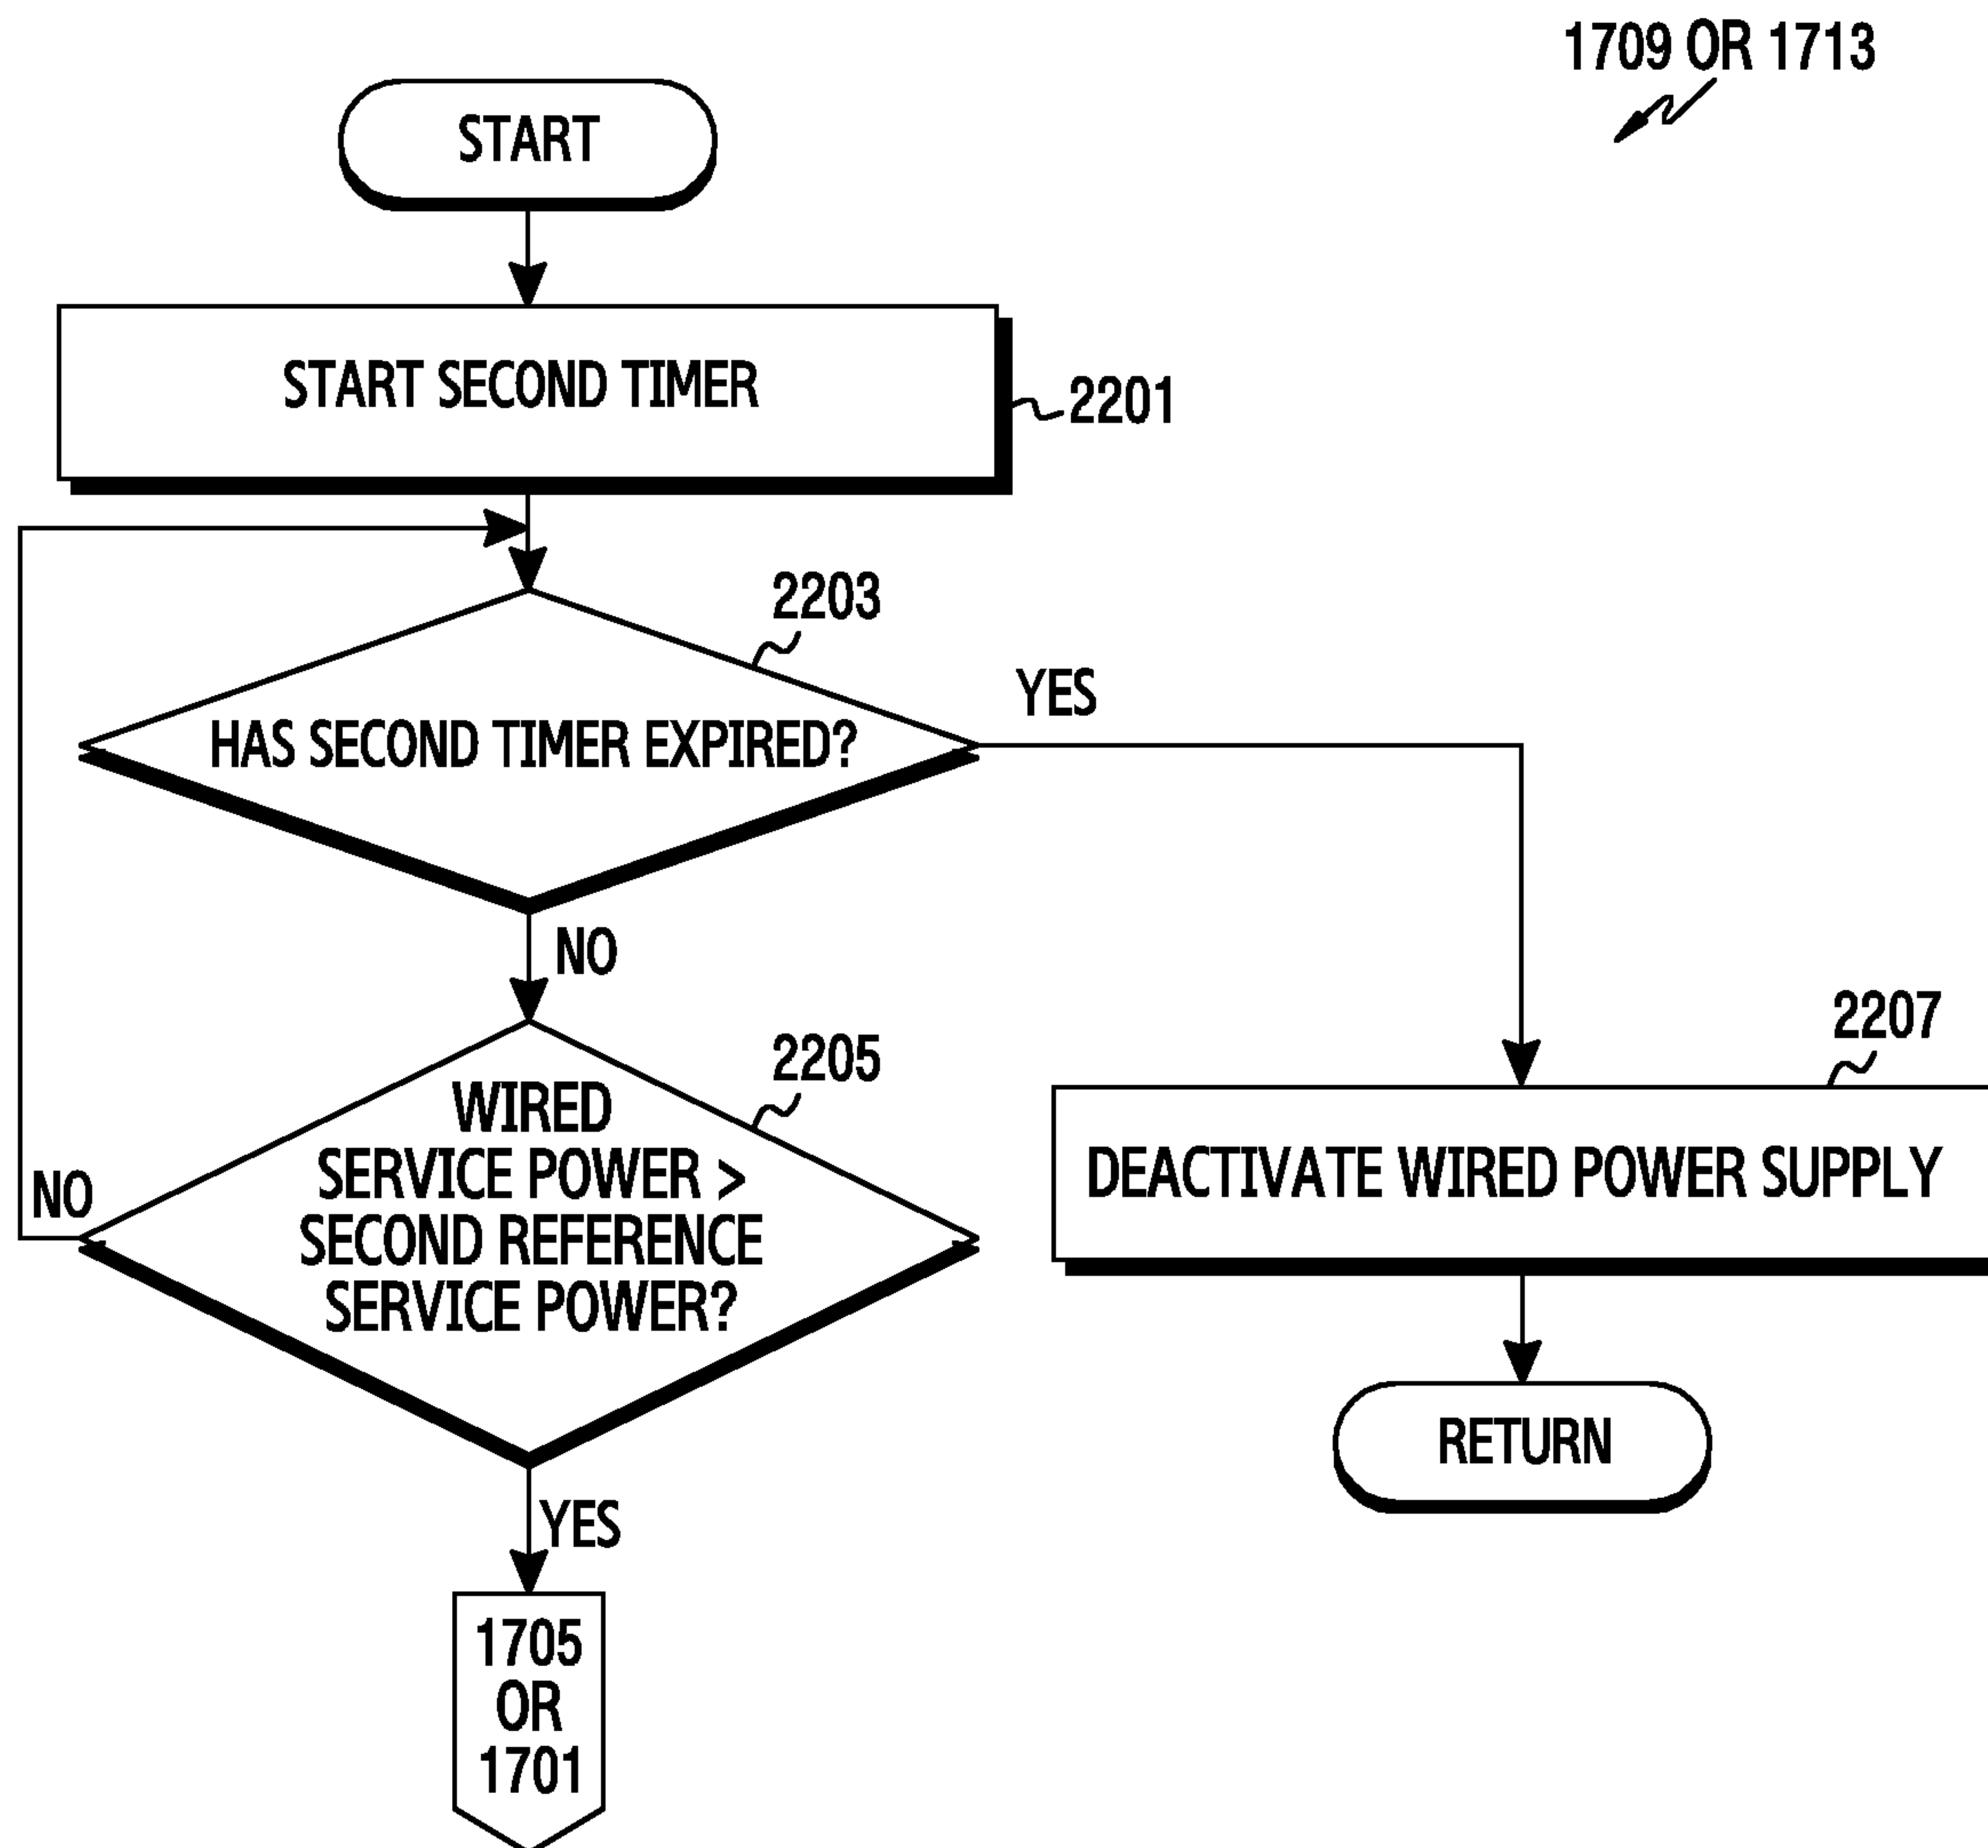 1709 OR 1713
START
START SECOND TIMER
2201
2203
HAS SECOND TIMER EXPIRED?
YES
NO
2205
WIRED
SERVICE POWER >
SECOND REFERENCE
SERVICE POWER?
NO
YES
2207
DEACTIVATE WIRED POWER SUPPLY
RETURN
1705
OR
1701